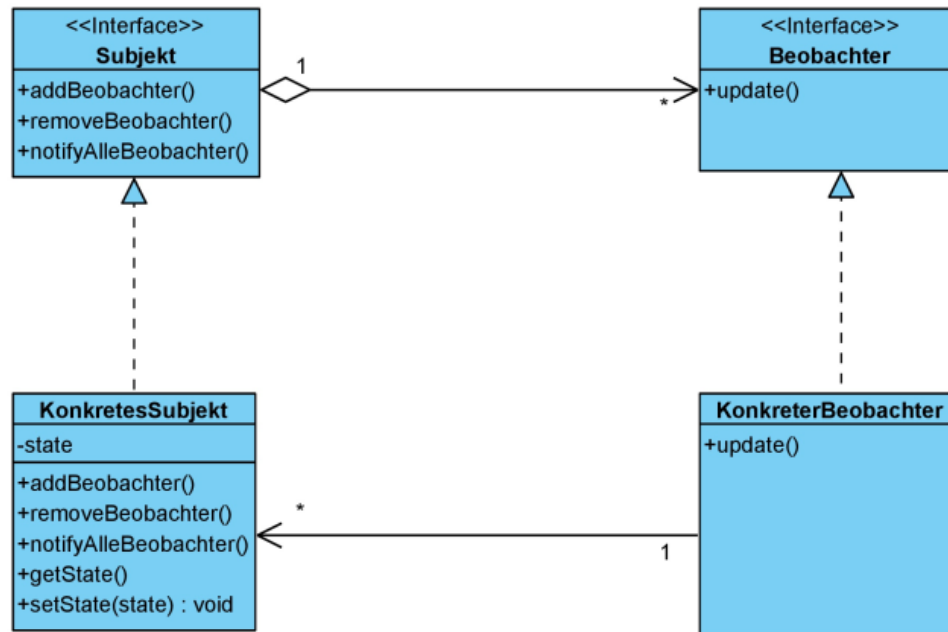 <<Interface>>
Subjekt
+addBeobachter()
+removeBeobachter()
+notifyAlleBeobachter()
1
*
<<Interface>>
Beobachter
+update()
KonkretesSubjekt
-state
+addBeobachter()
+removeBeobachter()
+notifyAlleBeobachter()
+getState()
+setState(state) : void
*
1
KonkreterBeobachter
+update()